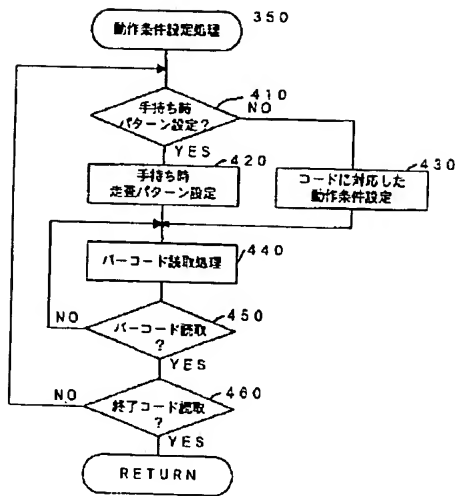 動作条件設定処理
350
410
手持ち時
パターン設定?
NO
YES
420
手持ち時
走査パターン設定
430
コードに対応した
動作条件設定
440
バーコード読取処理
450
NO
バーコード読取
?
YES
460
NO
終了コード読取
?
YES
RETURN